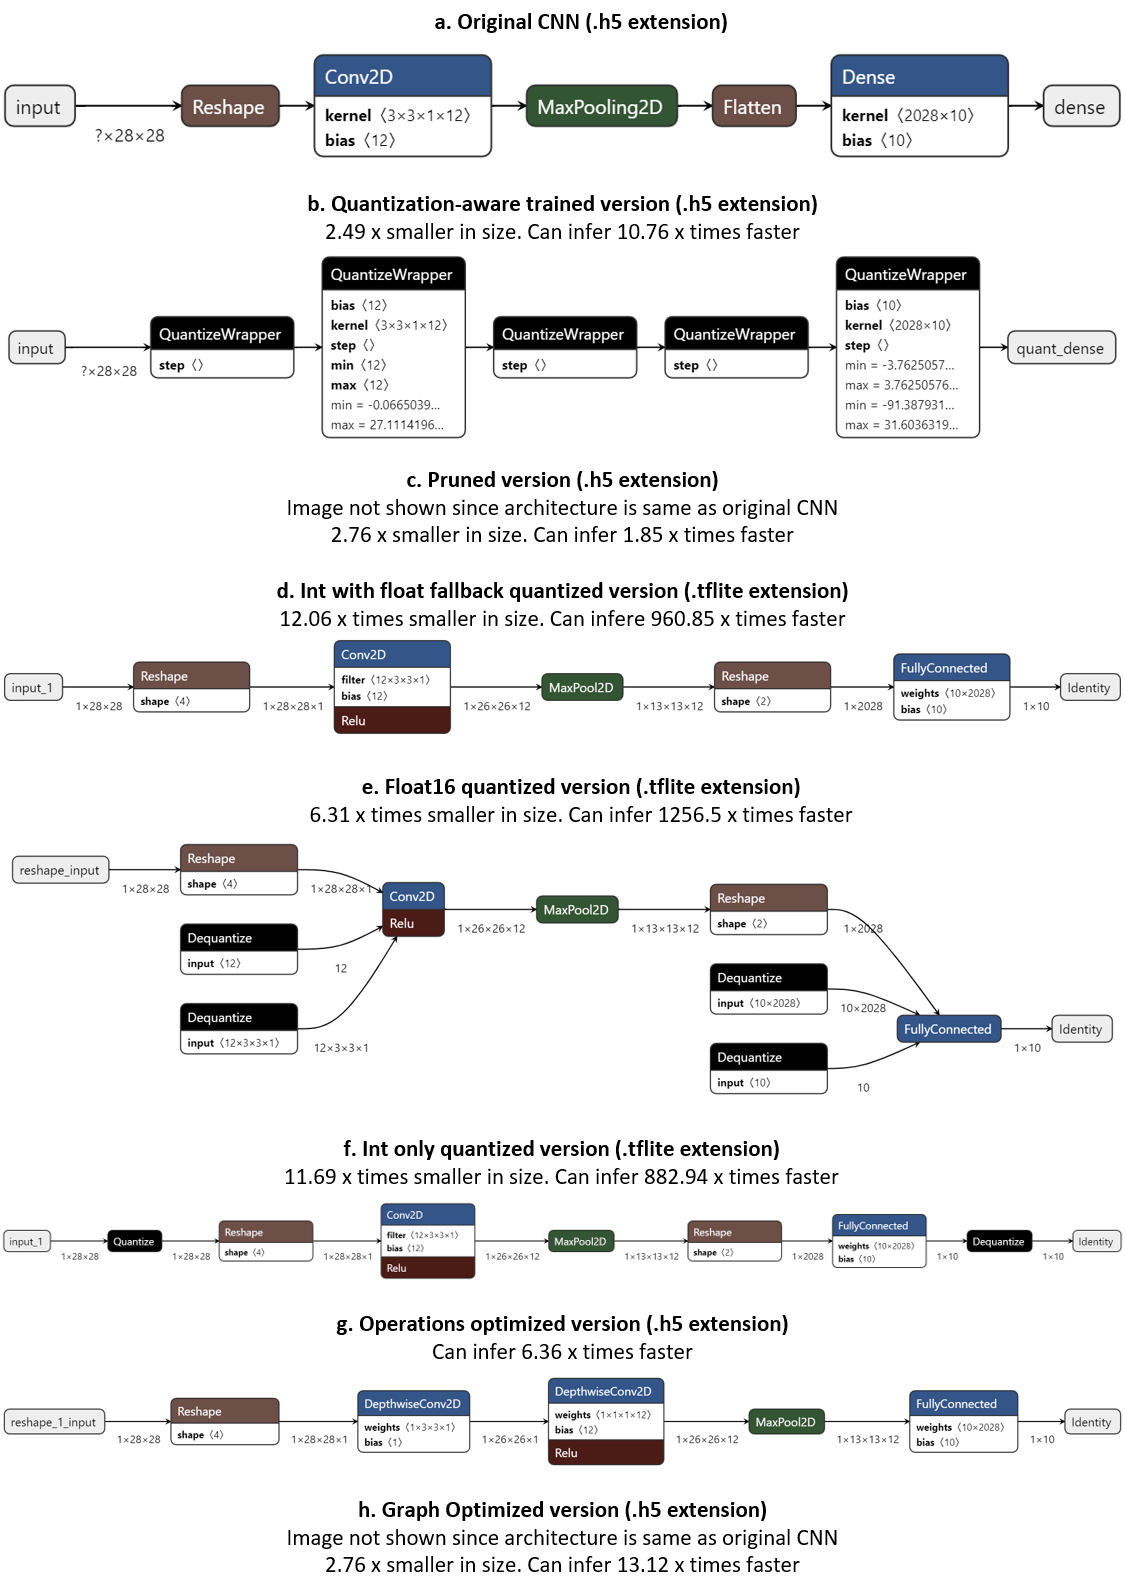 a. Original CNN (.h5 extension)
input
?×28×28
Reshape
Conv2D
kernel 〈3×3×1×12〉
bias 〈12〉
MaxPooling2D
Flatten
Dense
kernel 〈2028×10〉
bias 〈10〉
dense
b. Quantization-aware trained version (.h5 extension)
2.49 x smaller in size. Can infer 10.76 x times faster
input
?×28×28
QuantizeWrapper
step 〈〉
QuantizeWrapper
bias 〈12〉
kernel 〈3×3×1×12〉
step 〈〉
min 〈12〉
max 〈12〉
min = -0.0665039...
max = 27.1114196...
QuantizeWrapper
step 〈〉
QuantizeWrapper
step 〈〉
QuantizeWrapper
bias 〈10〉
kernel 〈2028×10〉
step 〈〉
min = -3.7625057...
max = 3.76250576...
min = -91.387931...
max = 31.6036319...
quant_dense
c. Pruned version (.h5 extension)
Image not shown since architecture is same as original CNN
2.76 x smaller in size. Can infer 1.85 x times faster
d. Int with float fallback quantized version (.tflite extension)
12.06 x times smaller in size. Can infere 960.85 x times faster
input_1
1×28×28
Reshape
shape 〈4〉
1×28×28×1
Conv2D
filter 〈12×3×3×1〉
bias 〈12〉
Relu
1×26×26×12
MaxPool2D
1×13×13×12
Reshape
shape 〈2〉
1×2028
FullyConnected
weights 〈10×2028〉
bias 〈10〉
1×10
Identity
e. Float16 quantized version (.tflite extension)
6.31 x times smaller in size. Can infer 1256.5 x times faster
reshape_input
1×28×28
Reshape
shape 〈4〉
1×28×28×1
Dequantize
input 〈12〉
12
Dequantize
input 〈12×3×3×1〉
12×3×3×1
Conv2D
Relu
1×26×26×12
MaxPool2D
1×13×13×12
Reshape
shape 〈2〉
1×2028
Dequantize
input 〈10×2028〉
10×2028
Dequantize
input 〈10〉
10
FullyConnected
1×10
Identity
f. Int only quantized version (.tflite extension)
11.69 x times smaller in size. Can infer 882.94 x times faster
input_1
1×28×28
Quantize
1×28×28
Reshape
shape 〈4〉
1×28×28×1
Conv2D
filter 〈12×3×3×1〉
bias 〈12〉
Relu
1×26×26×12
MaxPool2D
1×13×13×12
Reshape
shape 〈2〉
1×2028
FullyConnected
weights 〈10×2028〉
bias 〈10〉
1×10
Dequantize
1×10
Identity
g. Operations optimized version (.h5 extension)
Can infer 6.36 x times faster
reshape_1_input
1×28×28
Reshape
shape 〈4〉
1×28×28×1
DepthwiseConv2D
weights 〈1×3×3×1〉
bias 〈1〉
1×26×26×1
DepthwiseConv2D
weights 〈1×1×1×12〉
bias 〈12〉
Relu
1×26×26×12
MaxPool2D
1×13×13×12
FullyConnected
weights 〈10×2028〉
bias 〈10〉
1×10
Identity
h. Graph Optimized version (.h5 extension)
Image not shown since architecture is same as original CNN
2.76 x smaller in size. Can infer 13.12 x times faster